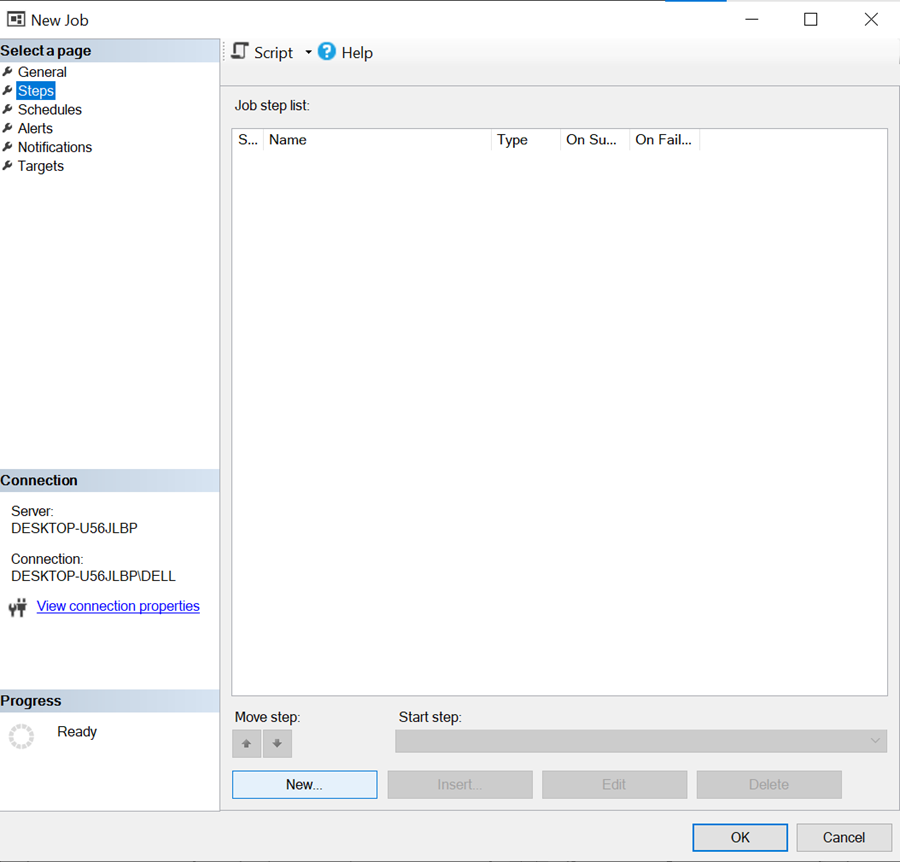 New Job
Select a page
General
Steps
Schedules
Alerts
Notifications
Targets
Script
Help
Job step list:
S... Name Type On Su... On Fail...
Connection
Server:
DESKTOP-U56JLBP
Connection:
DESKTOP-U56JLBP\DELL
View connection properties
Progress
Ready
Move step:
Start step:
New...
Insert...
Edit
Delete
OK
Cancel